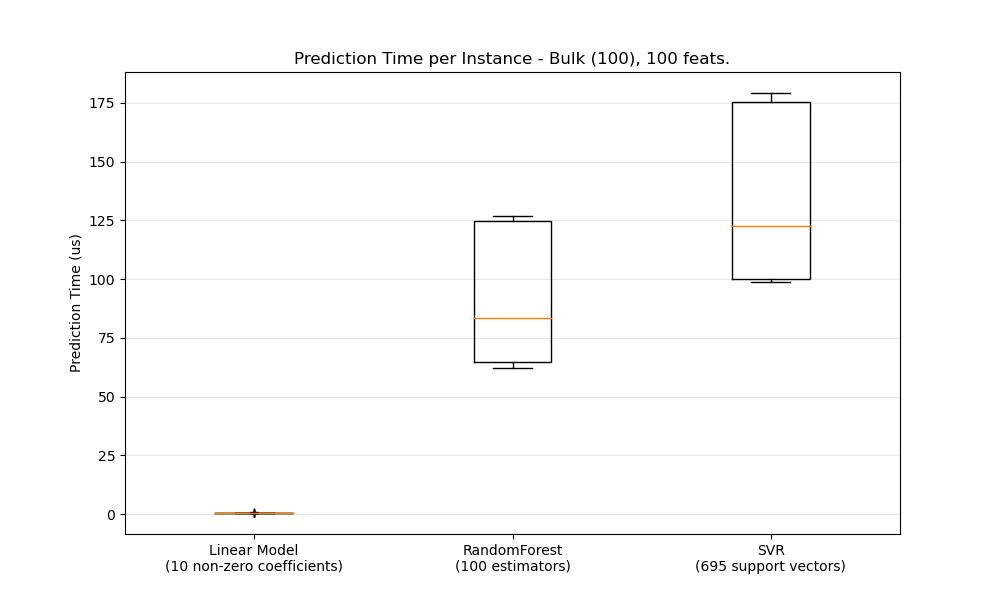 Prediction Time per Instance - Bulk (100), 100 feats.
Prediction Time (us)
175
150
125
100
75
50
25
0
Linear Model
(10 non-zero coefficients)
RandomForest
(100 estimators)
SVR
(695 support vectors)